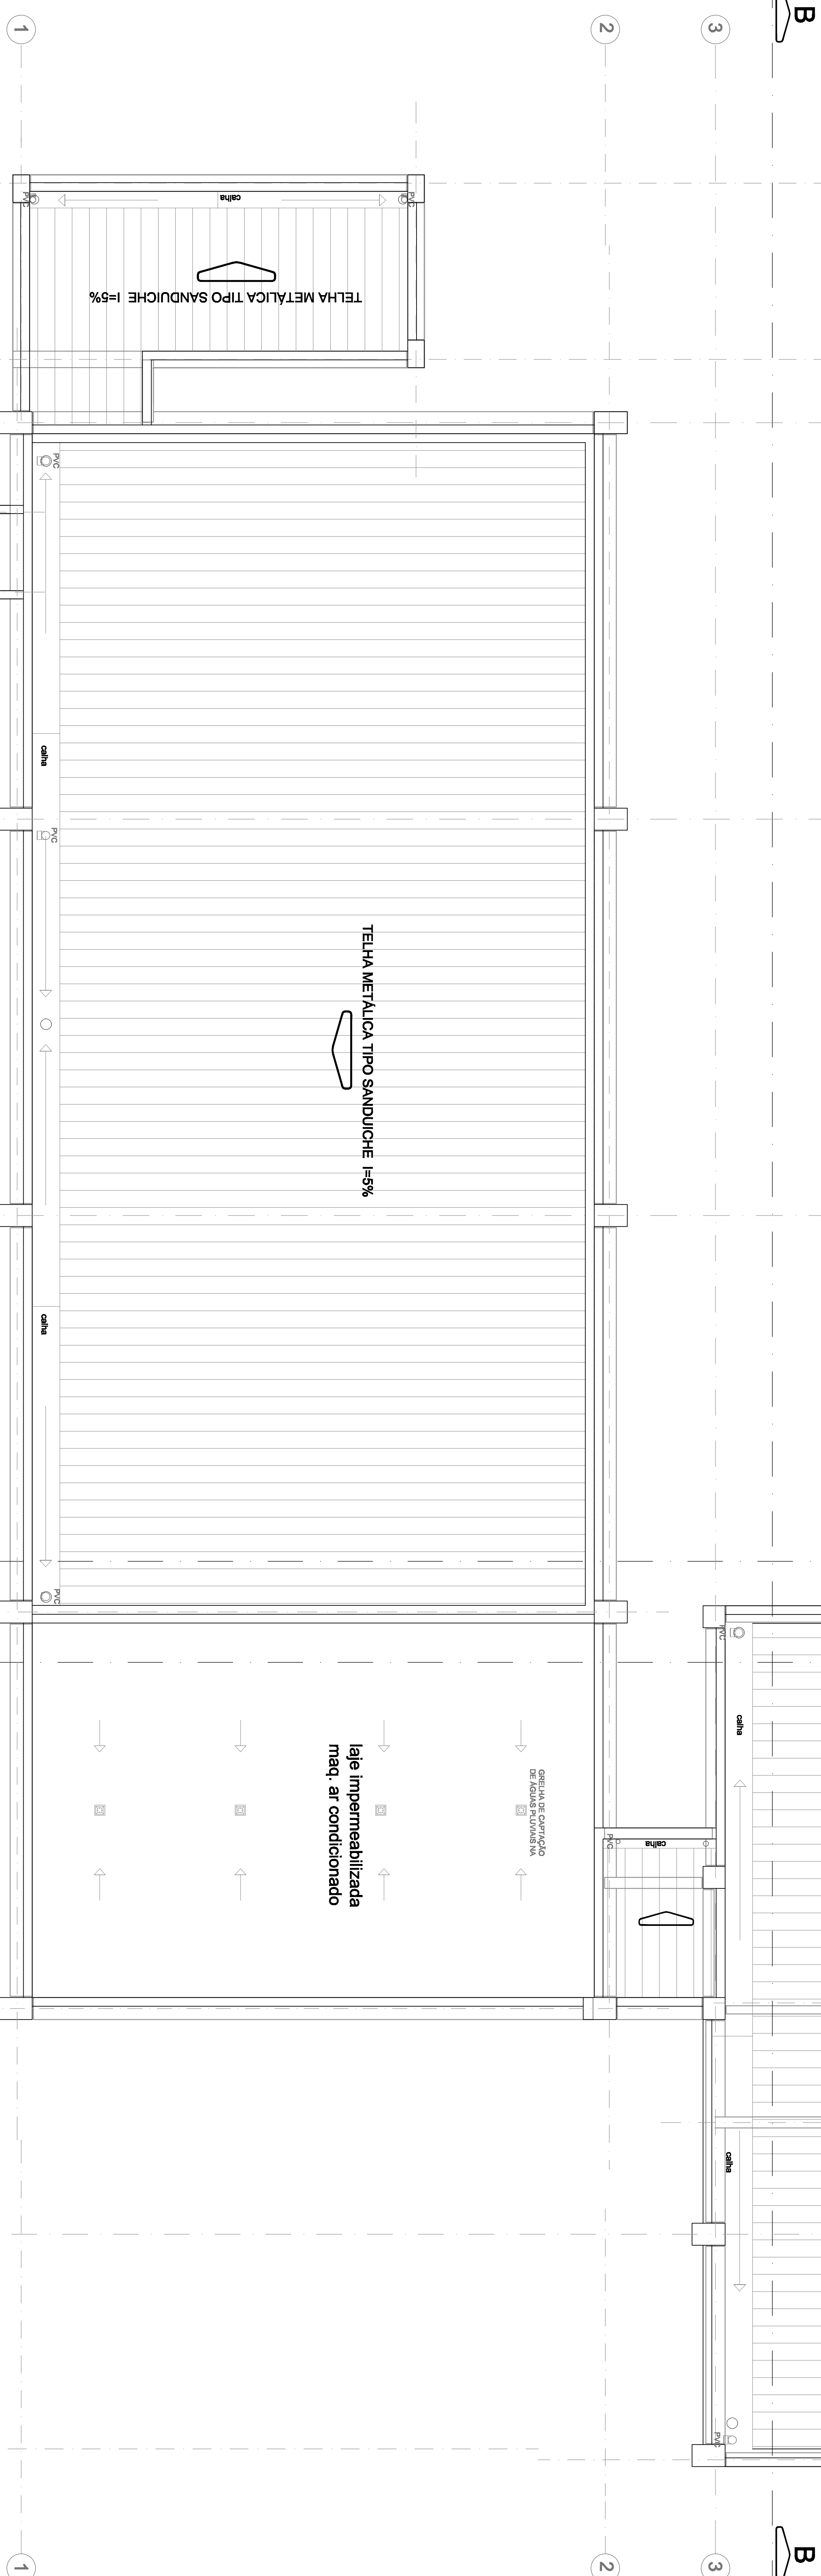 B
1
2
3
PVC
calha
PVC
TELHA METÁLICA TIPO SANDUICHE I=5%
PVC
calha
PVC
TELHA METÁLICA TIPO SANDUICHE I=5%
calha
PVC
PVC
calha
laje impermeabilizada
maq. ar condicionado
GRELHA DE CAPTAÇÃO
DE ÁGUAS PLUVIAIS NA
PVC
calha
calha
PVC
1
2
3
B